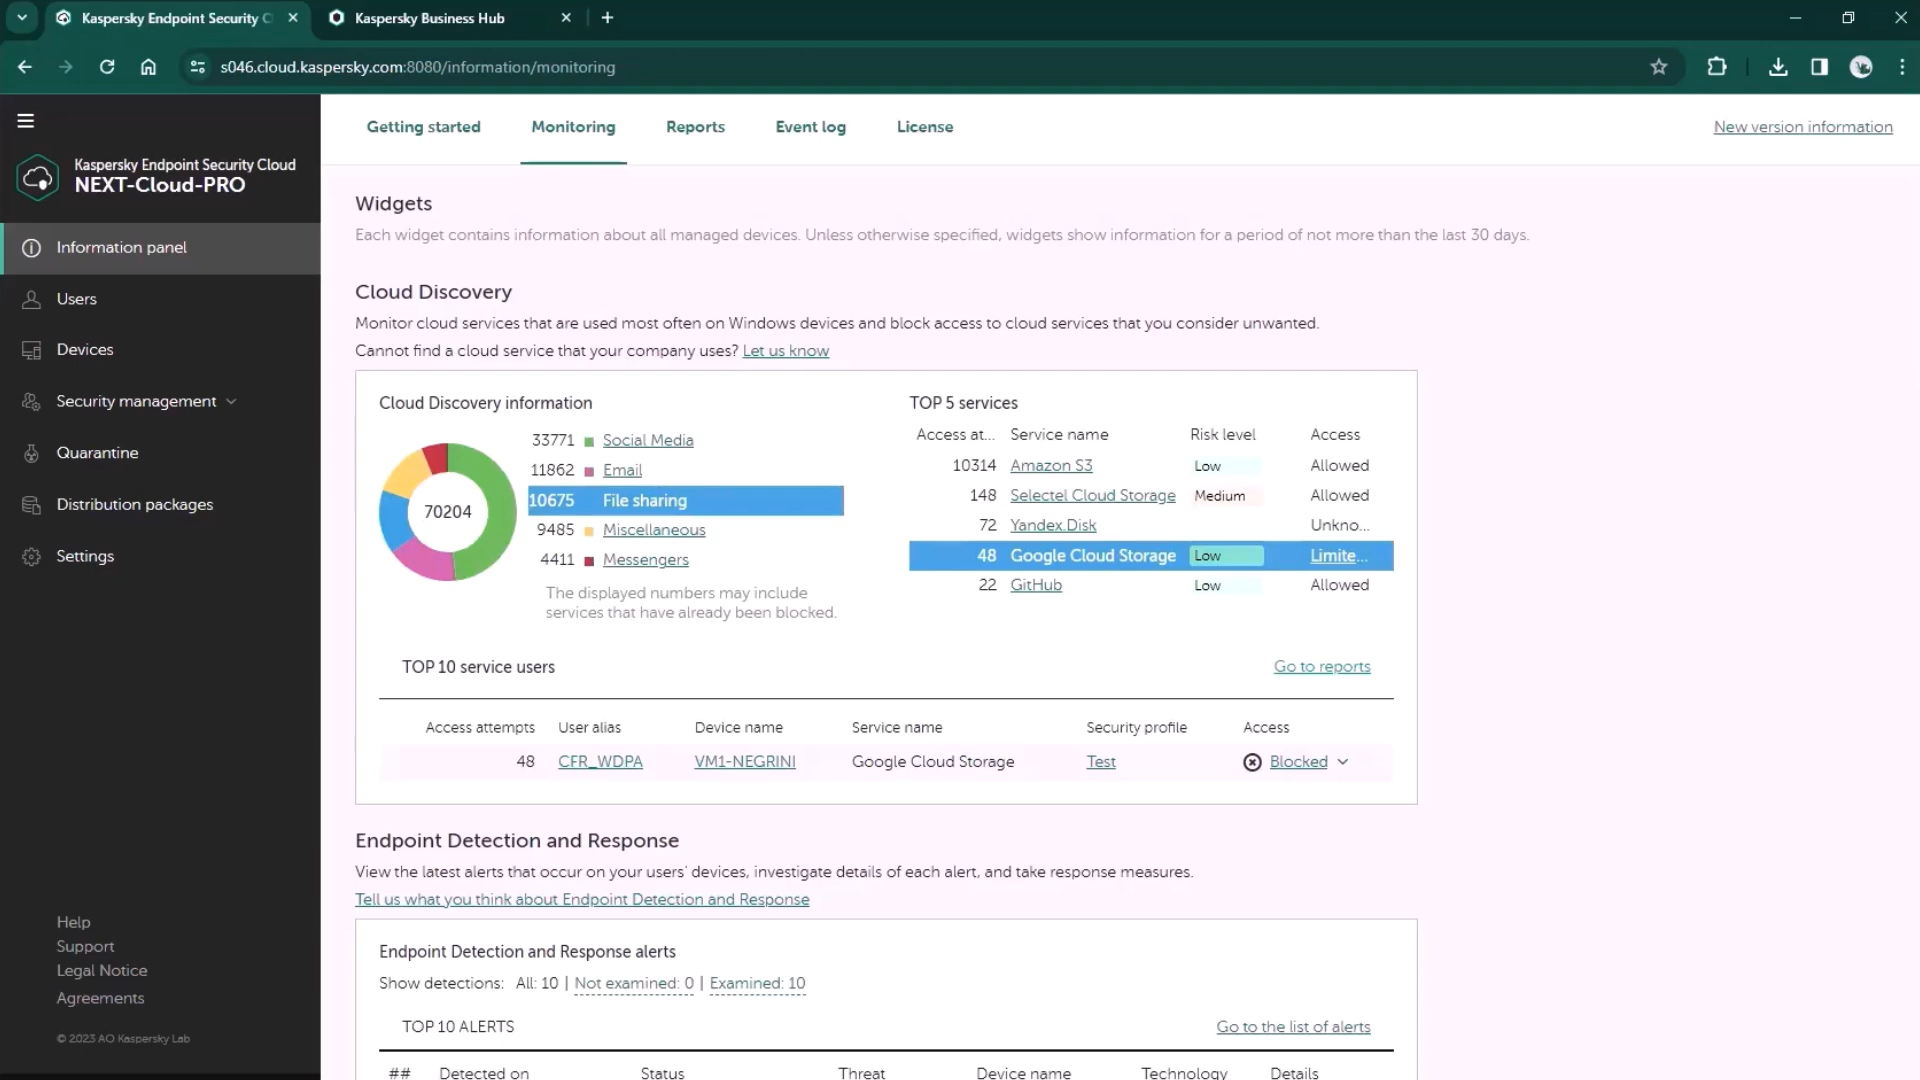 Kaspersky Endpoint Security C
Kaspersky Business Hub
s046.cloud.kaspersky.com:8080/information/monitoring
Kaspersky Endpoint Security Cloud
NEXT-Cloud-PRO
Information panel
Users
Devices
Security management
Quarantine
Distribution packages
Settings
Help
Support
Legal Notice
Agreements
© 2023 AO Kaspersky Lab
Getting started Monitoring Reports Event log License New version information
Widgets
Each widget contains information about all managed devices. Unless otherwise specified, widgets show information for a period of not more than the last 30 days.
Cloud Discovery
Monitor cloud services that are used most often on Windows devices and block access to cloud services that you consider unwanted.
Cannot find a cloud service that your company uses? Let us know
Cloud Discovery information
70204
33771 Social Media
11862 Email
10675 File sharing
9485 Miscellaneous
4411 Messengers
The displayed numbers may include
services that have already been blocked.
TOP 5 services
Access at... Service name Risk level Access
10314 Amazon S3 Low Allowed
148 Selectel Cloud Storage Medium Allowed
72 Yandex.Disk Unkno...
48 Google Cloud Storage Low Limite...
22 GitHub Low Allowed
TOP 10 service users Go to reports
Access attempts User alias Device name Service name Security profile Access
48 CFR_WDPA VM1-NEGRINI Google Cloud Storage Test Blocked
Endpoint Detection and Response
View the latest alerts that occur on your users' devices, investigate details of each alert, and take response measures.
Tell us what you think about Endpoint Detection and Response
Endpoint Detection and Response alerts
Show detections: All: 10 | Not examined: 0 | Examined: 10
TOP 10 ALERTS Go to the list of alerts
## Detected on Status Threat Device name Technology Details